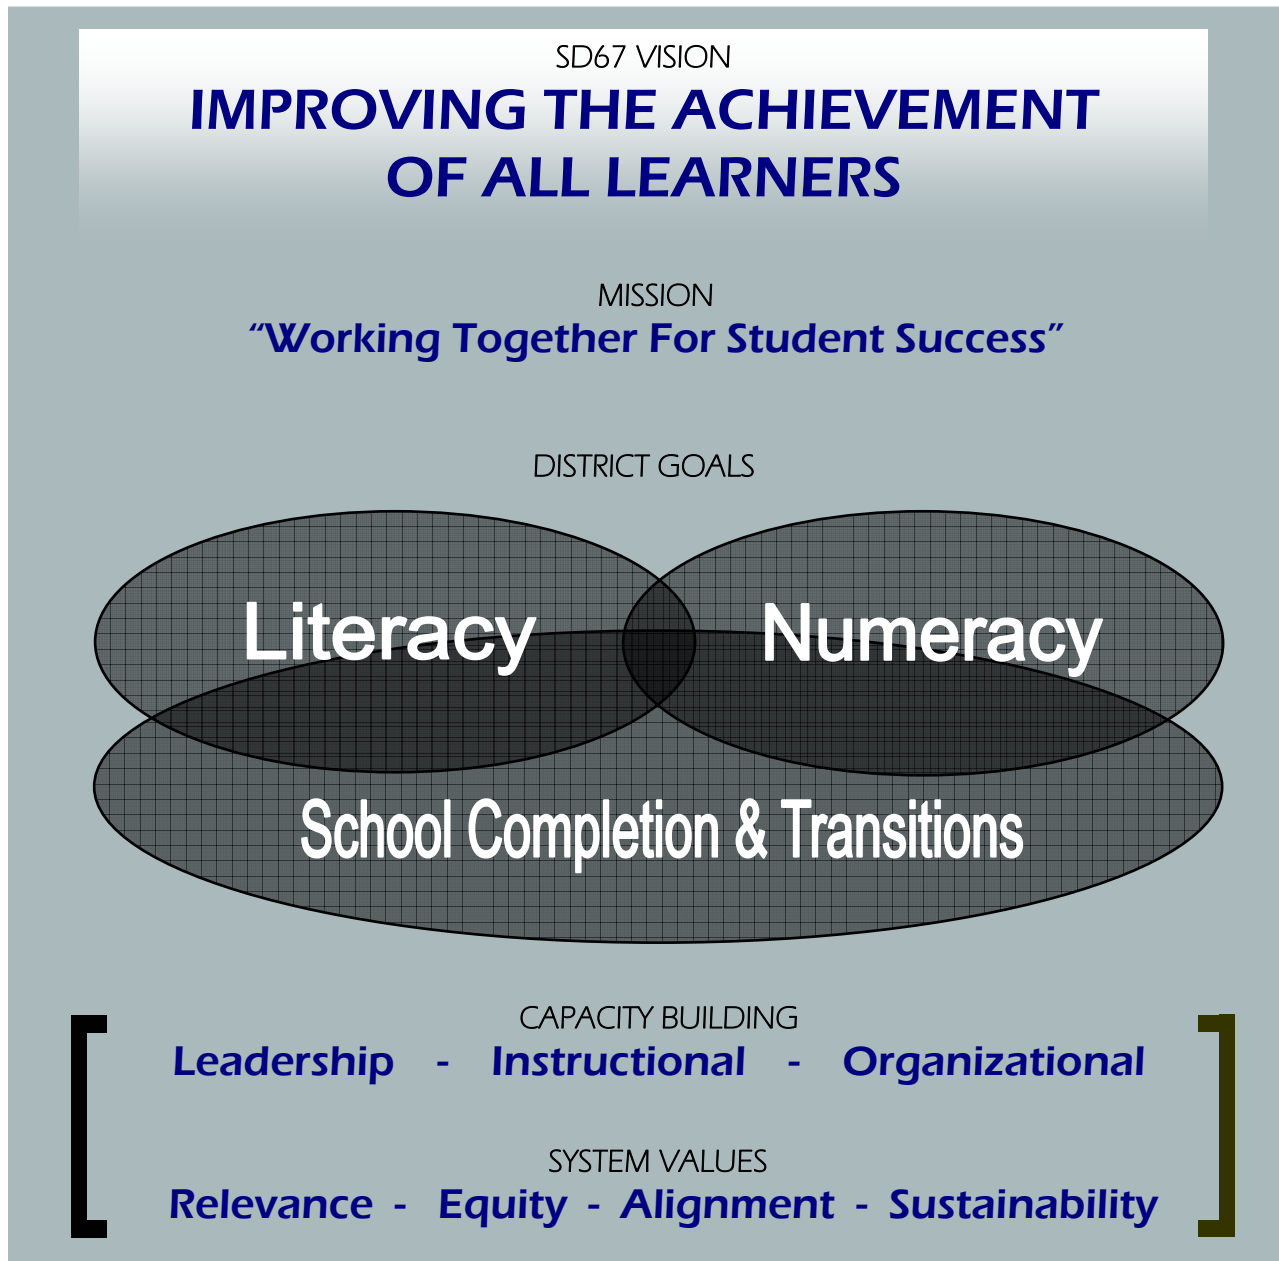 SD67 VISION
IMPROVING THE ACHIEVEMENT
OF ALL LEARNERS
MISSION
“Working Together For Student Success”
DISTRICT GOALS
Literacy
Numeracy
School Completion & Transitions
CAPACITY BUILDING
Leadership - Instructional - Organizational
SYSTEM VALUES
Relevance - Equity - Alignment - Sustainability